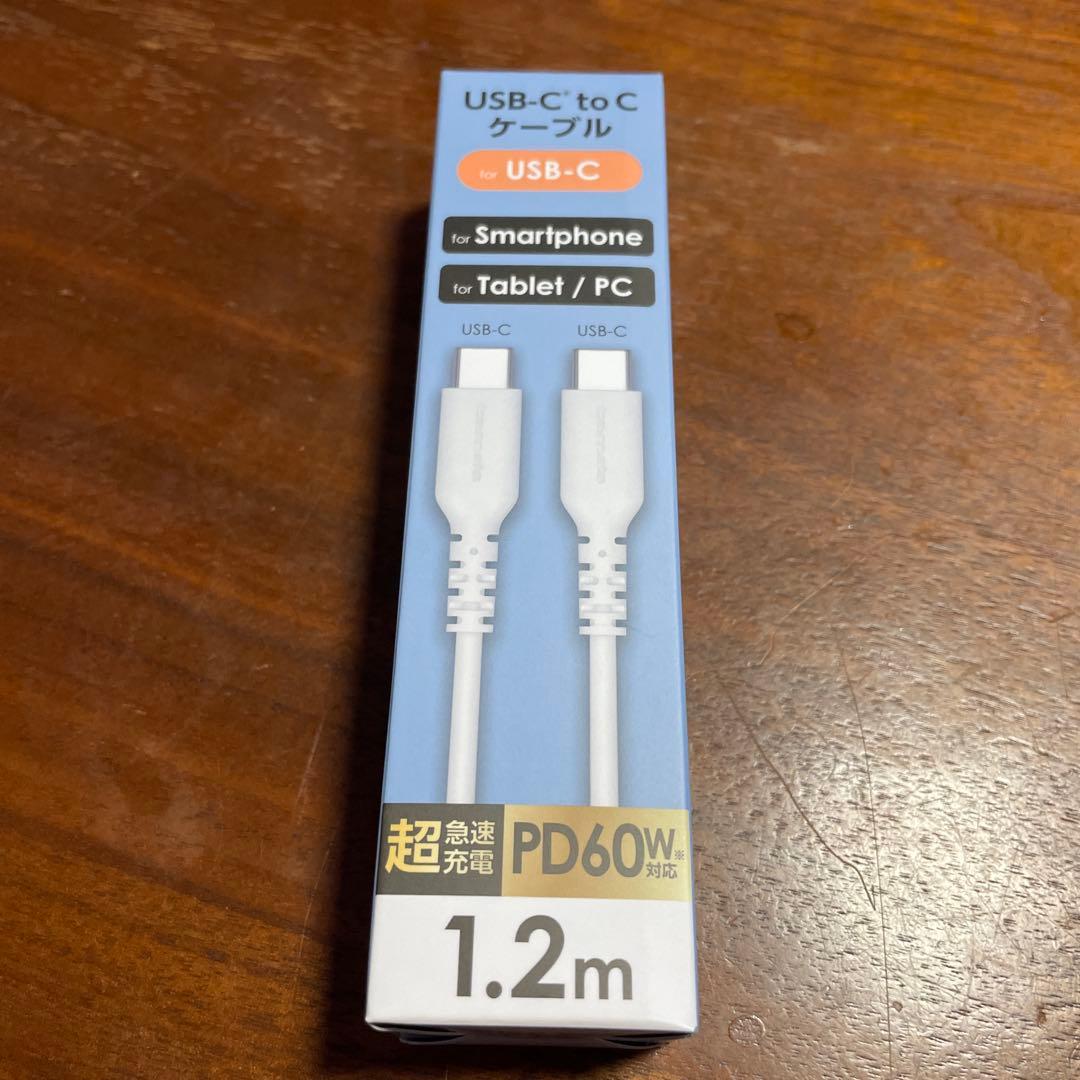 USB-C® to C
ケーブル
for USB-C
for Smartphone
for Tablet / PC
USB-C USB-C
超急速充電 PD60W※対応
1.2m